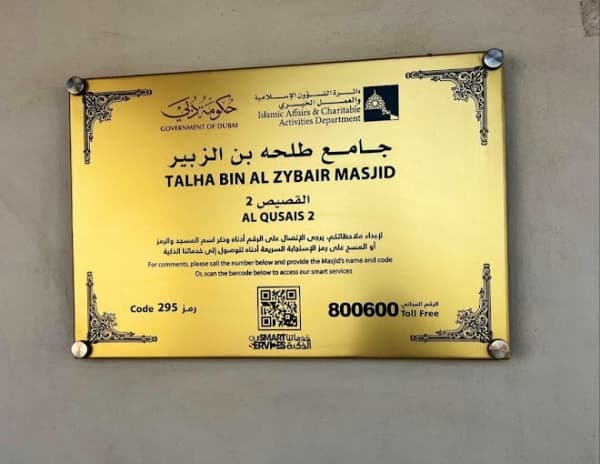 حكومة دبي
GOVERNMENT OF DUBAI
دائرة الشؤون الإسلامية
والعمل الخيري
Islamic Affairs & Charitable
Activities Department
جامع طلحه بن الزبير
TALHA BIN AL ZYBAIR MASJID
القصيص 2
AL QUSAIS 2
لإبداء ملاحظاتكم، يرجى الإتصال على الرقم أدناه وذكر اسم المسجد والرمز
أو المسح على رمز الإستجابة السريعة أدناه للوصول إلى خدماتنا الذكية
For comments, please call the number below and provide the Masjid's name and code
Or, scan the barcode below to access our smart services
Code 295 رمز
800600 الرقم المجاني
Toll Free
our SMART خدماتنا
SERVICES الذكية